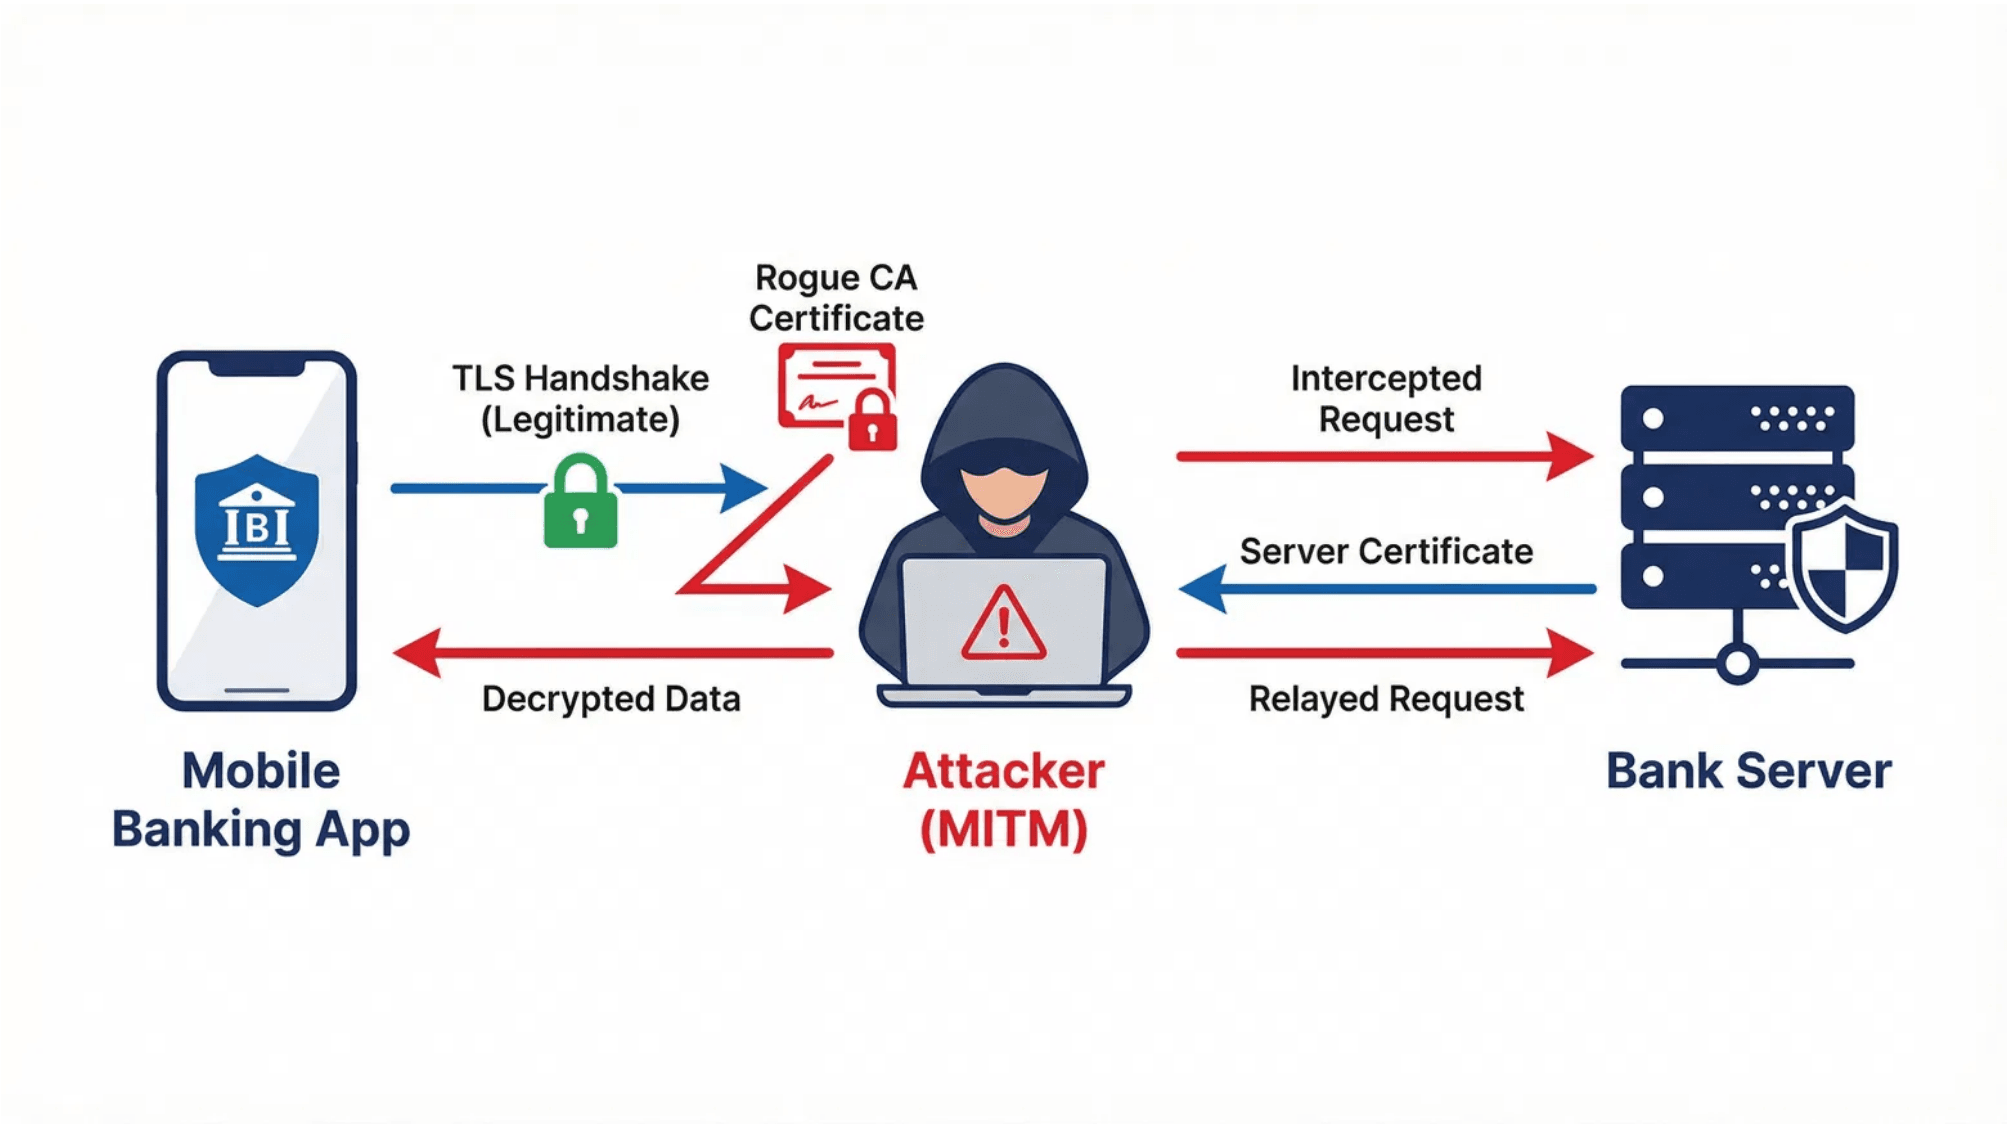 Rogue CA
Certificate
TLS Handshake
(Legitimate)
Intercepted
Request
B
Server Certificate
Decrypted Data
Relayed Request
Mobile
Banking App
Attacker
(MITM)
Bank Server